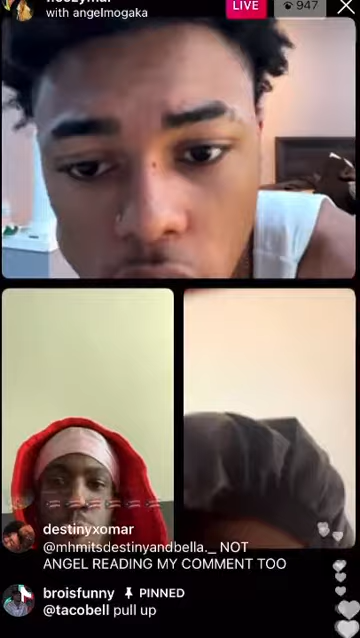 with angelmogaka
LIVE
947
destinyxomar
@mhmitsdestinyandbella._ NOT
ANGEL READING MY COMMENT TOO
broisfunny PINNED
@tacobell pull up